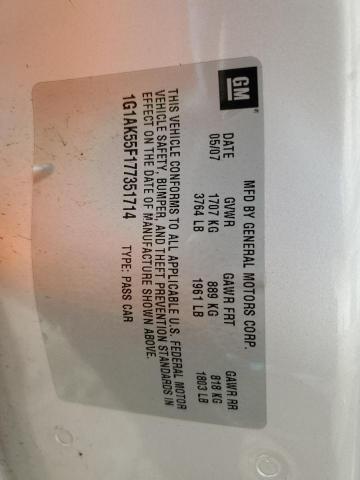 GM
MFD BY GENERAL MOTORS CORP.
DATE GVWR GAWR FRT GAWR RR
05/07 1707 KG 889 KG 818 KG
3764 LB 1961 LB 1803 LB
THIS VEHICLE CONFORMS TO ALL APPLICABLE U.S. FEDERAL MOTOR
VEHICLE SAFETY, BUMPER, AND THEFT PREVENTION STANDARDS IN
EFFECT ON THE DATE OF MANUFACTURE SHOWN ABOVE.
1G1AK55F177351714 TYPE: PASS CAR